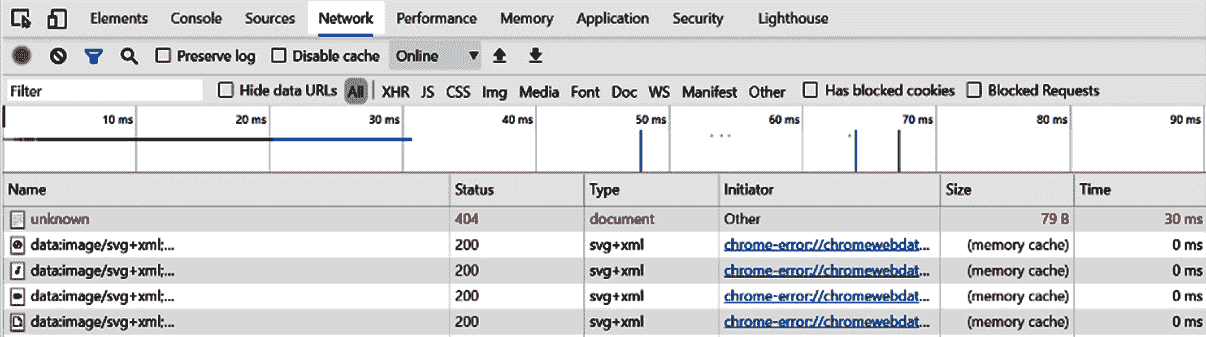 Elements Console Sources Network Performance Memory Application Security Lighthouse
Preserve log Disable cache Online
Filter Hide data URLs All XHR JS CSS Img Media Font Doc WS Manifest Other Has blocked cookies Blocked Requests
10 ms 20 ms 30 ms 40 ms 50 ms 60 ms 70 ms 80 ms 90 ms
Name Status Type Initiator Size Time
unknown 404 document Other 79 B 30 ms
data:image/svg+xml;... 200 svg+xml chrome-error://chromewebdat... (memory cache) 0 ms
data:image/svg+xml;... 200 svg+xml chrome-error://chromewebdat... (memory cache) 0 ms
data:image/svg+xml;... 200 svg+xml chrome-error://chromewebdat... (memory cache) 0 ms
data:image/svg+xml;... 200 svg+xml chrome-error://chromewebdat... (memory cache) 0 ms